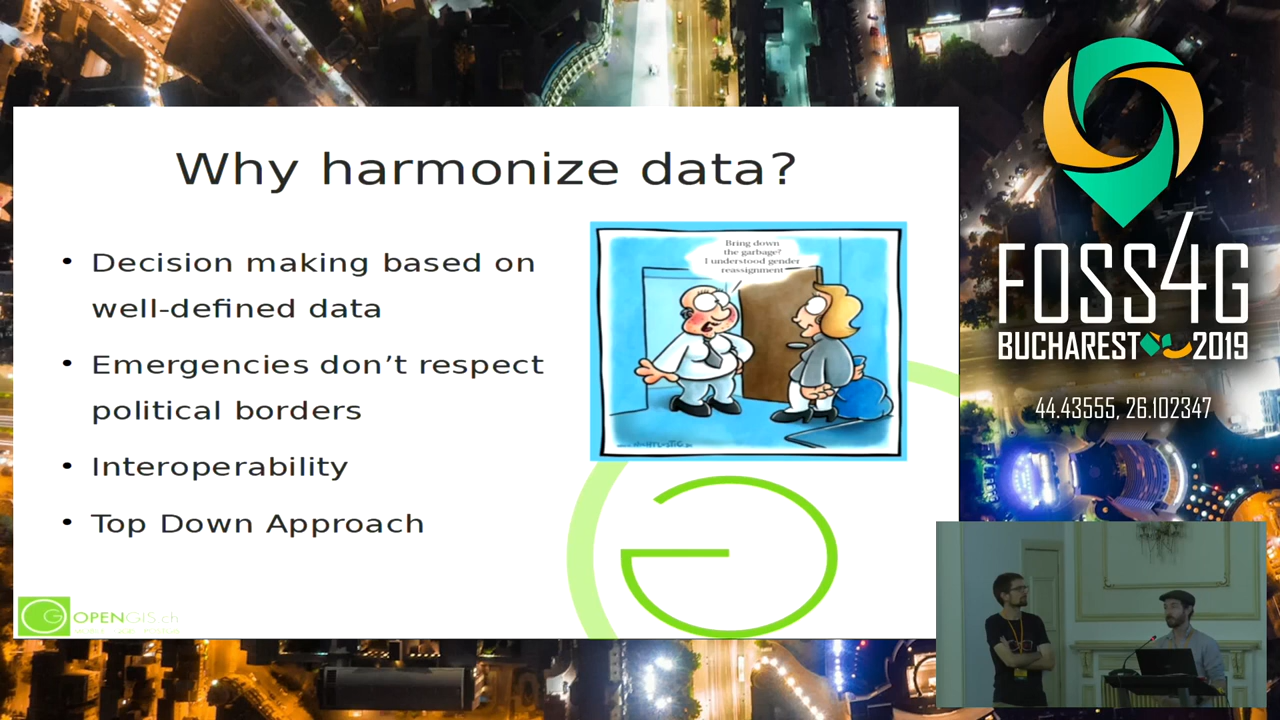 Why harmonize data?
• Decision making based on
well-defined data
• Emergencies don't respect
political borders
• Interoperability
• Top Down Approach
Bring down
the garbage?
I understood gender
reassignment
OPENGIS.ch
FOSS4G
BUCHAREST 2019
44.43555, 26.102347